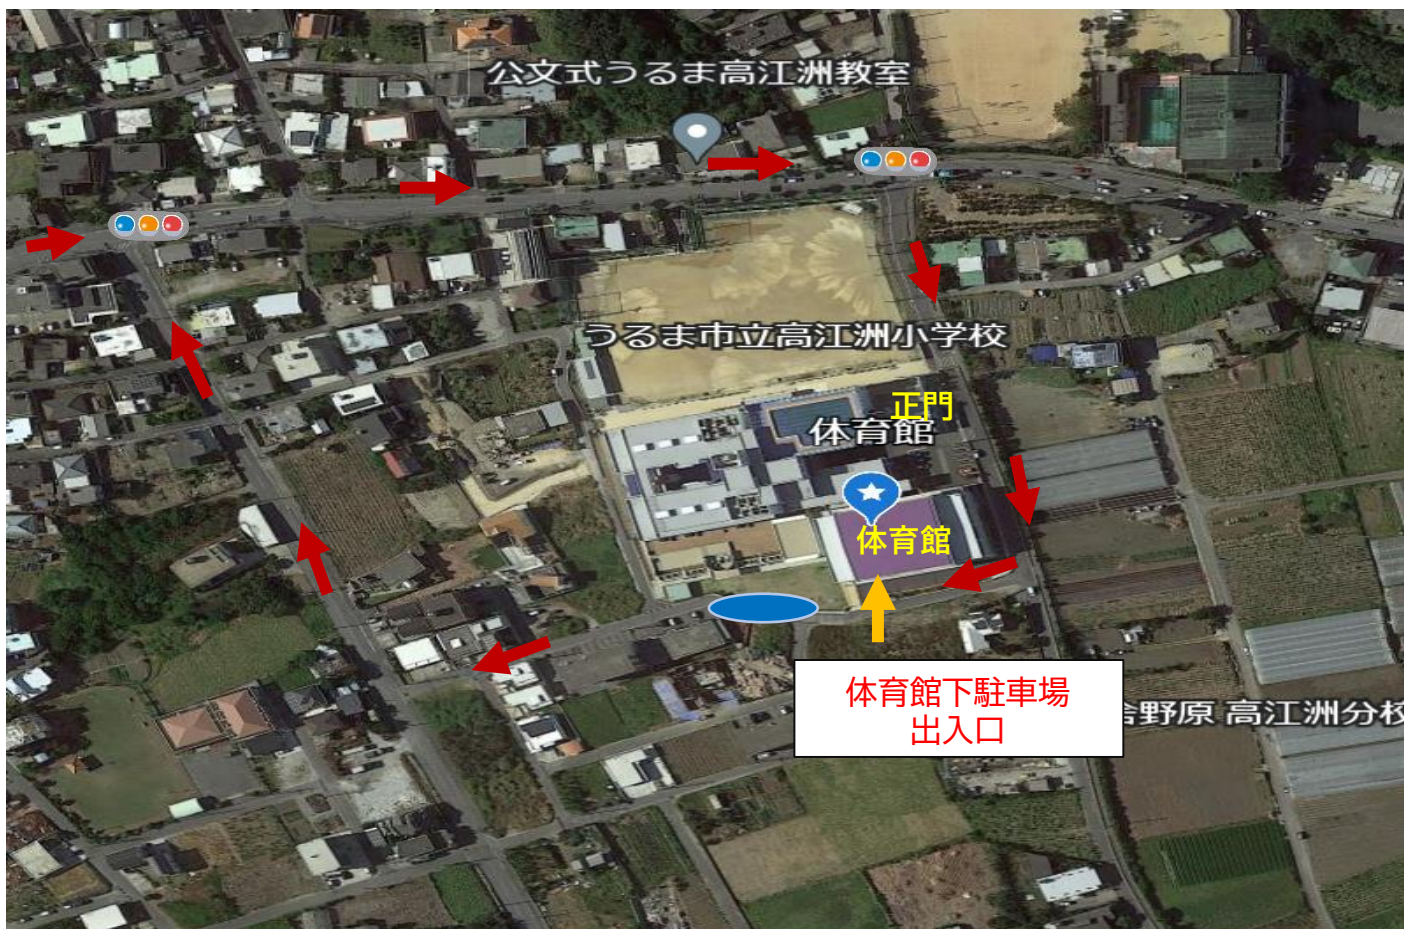 公文式うるま高江洲教室
うるま市立高江洲小学校
正門
体育館
体育館
体育館下駐車場
出入口
野原 高江洲分校